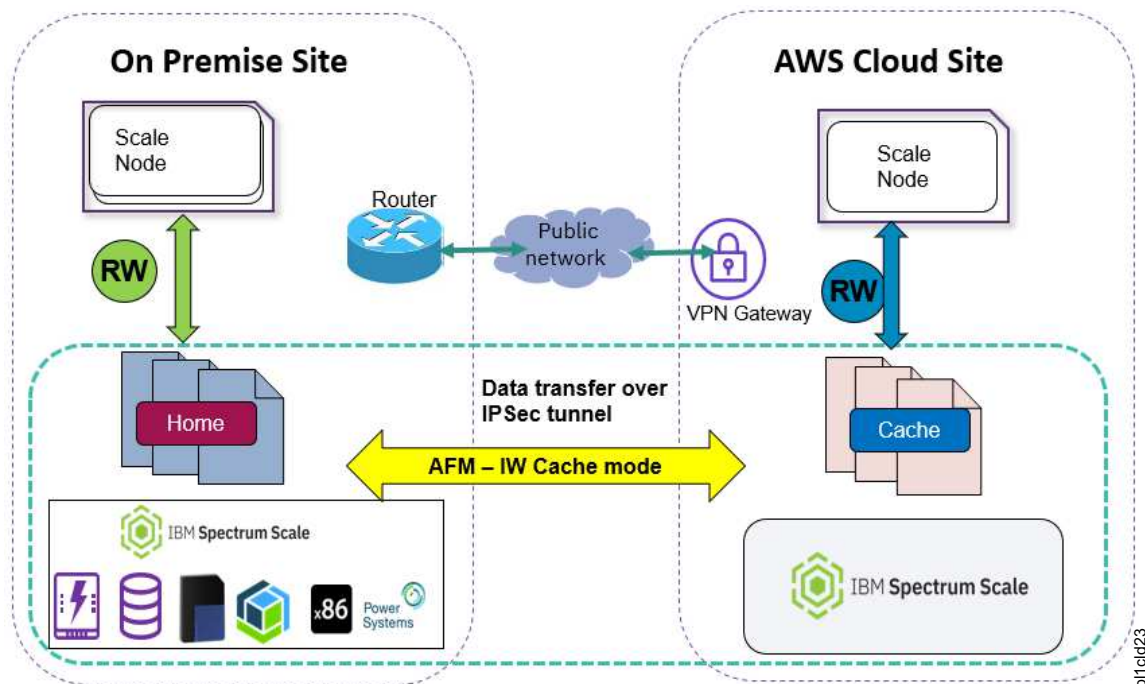 On Premise Site
AWS Cloud Site
Scale
Node
Scale
Node
Router
Public
network
RW
RW
VPN Gateway
Data transfer over
IPSec tunnel
Home
Cache
AFM – IW Cache mode
IBM Spectrum Scale
IBM Spectrum Scale
x86
Power
Systems